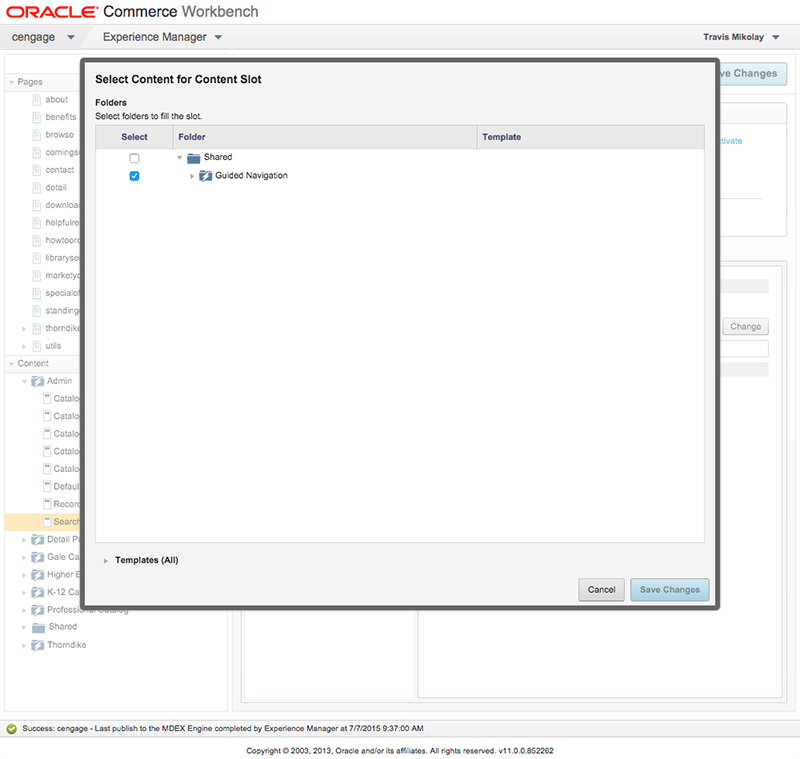 ORACLE® Commerce Workbench
cengage Experience Manager Travis Mikolay
Select Content for Content Slot
ve Changes
Pages
Folders
Select folders to fill the slot.
Select Folder Template
Shared
Guided Navigation
about
benefits
browse
comings
contact
detail
downloa
helpfulre
howtoord
libraryse
marketyo
specialof
standing
thorndike
utils
Content
Admin
Catalo
Catalo
Catalo
Catalo
Catalo
Defaul
Record
Search
Detail Pa
Gale Ca
Higher E
K-12 Ca
Professional Catalog
Shared
Thorndike
tivate
Change
Templates (All)
Cancel Save Changes
Success: cengage - Last publish to the MDEX Engine completed by Experience Manager at 7/7/2015 9:37:00 AM
Copyright © 2003, 2013, Oracle and/or its affiliates. All rights reserved. v11.0.0.852262